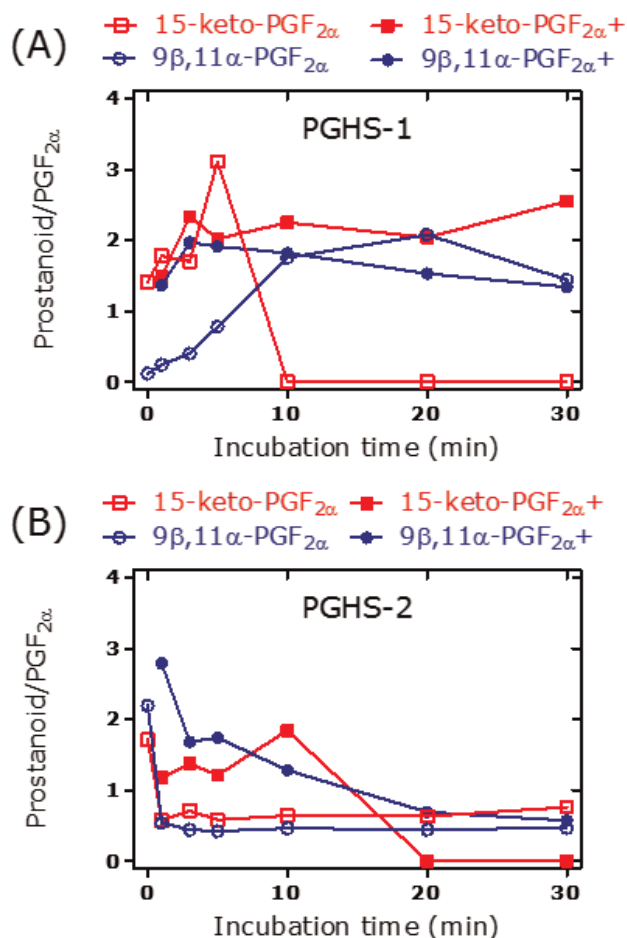 (A)
15-keto-PGF2α 15-keto-PGF2α+
9β,11α-PGF2α 9β,11α-PGF2α+
PGHS-1
Prostanoid/PGF2α
4
3
2
1
0
0 10 20 30
Incubation time (min)
(B)
15-keto-PGF2α 15-keto-PGF2α+
9β,11α-PGF2α 9β,11α-PGF2α+
PGHS-2
Prostanoid/PGF2α
4
3
2
1
0
0 10 20 30
Incubation time (min)